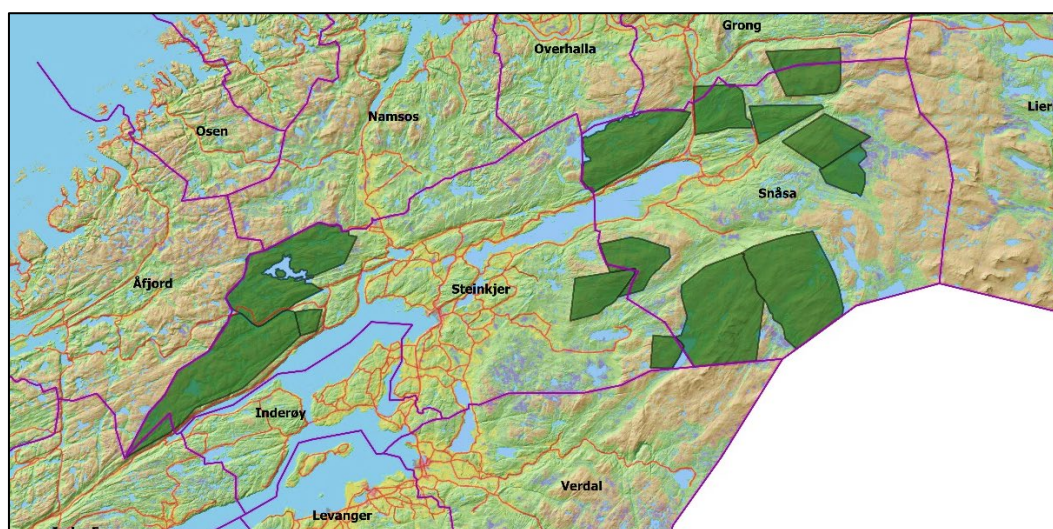 Grong
Overhalla
Namsos
Osen
Lier
Snåsa
Åfjord
Steinkjer
Inderøy
Verdal
Levanger